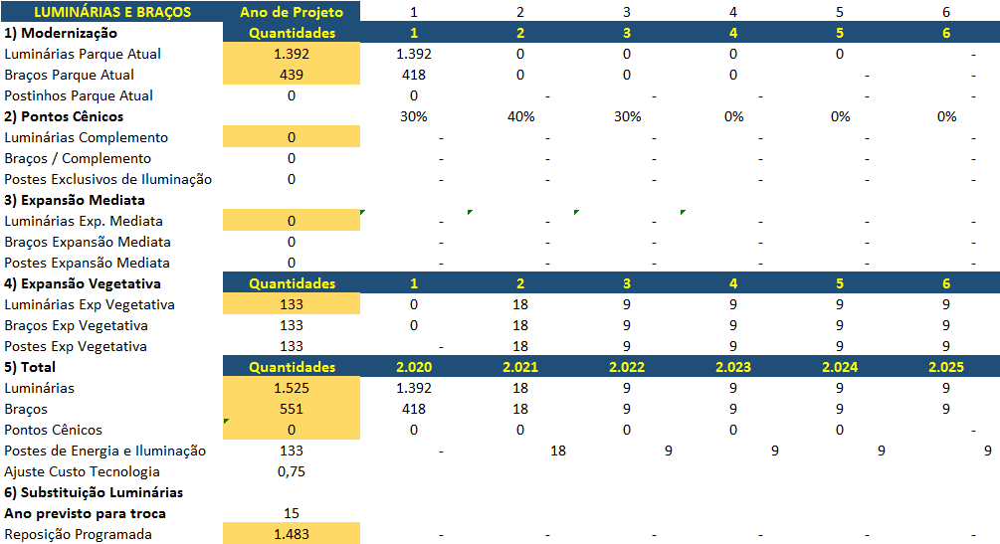 LUMINÁRIAS E BRAÇOS Ano de Projeto 1 2 3 4 5 6
1) Modernização Quantidades 1 2 3 4 5 6
Luminárias Parque Atual 1.392 1.392 0 0 0 0 -
Braços Parque Atual 439 418 0 0 0 - -
Postinhos Parque Atual 0 0 - - - - -
2) Pontos Cênicos 30% 40% 30% 0% 0% 0%
Luminárias Complemento 0 - - - - - -
Braços / Complemento 0 - - - - - -
Postes Exclusivos de Iluminação 0 - - - - - -
3) Expansão Mediata
Luminárias Exp. Mediata 0 - - - - - -
Braços Expansão Mediata 0 - - - - - -
Postes Expansão Mediata 0 - - - - - -
4) Expansão Vegetativa Quantidades 1 2 3 4 5 6
Luminárias Exp Vegetativa 133 0 18 9 9 9 9
Braços Exp Vegetativa 133 0 18 9 9 9 9
Postes Exp Vegetativa 133 - 18 9 9 9 9
5) Total Quantidades 2.020 2.021 2.022 2.023 2.024 2.025
Luminárias 1.525 1.392 18 9 9 9 9
Braços 551 418 18 9 9 9 9
Pontos Cênicos 0 0 0 0 0 0 -
Postes de Energia e Iluminação 133 - 18 9 9 9 9
Ajuste Custo Tecnologia 0,75
6) Substituição Luminárias
Ano previsto para troca 15
Reposição Programada 1.483 - - - - - -